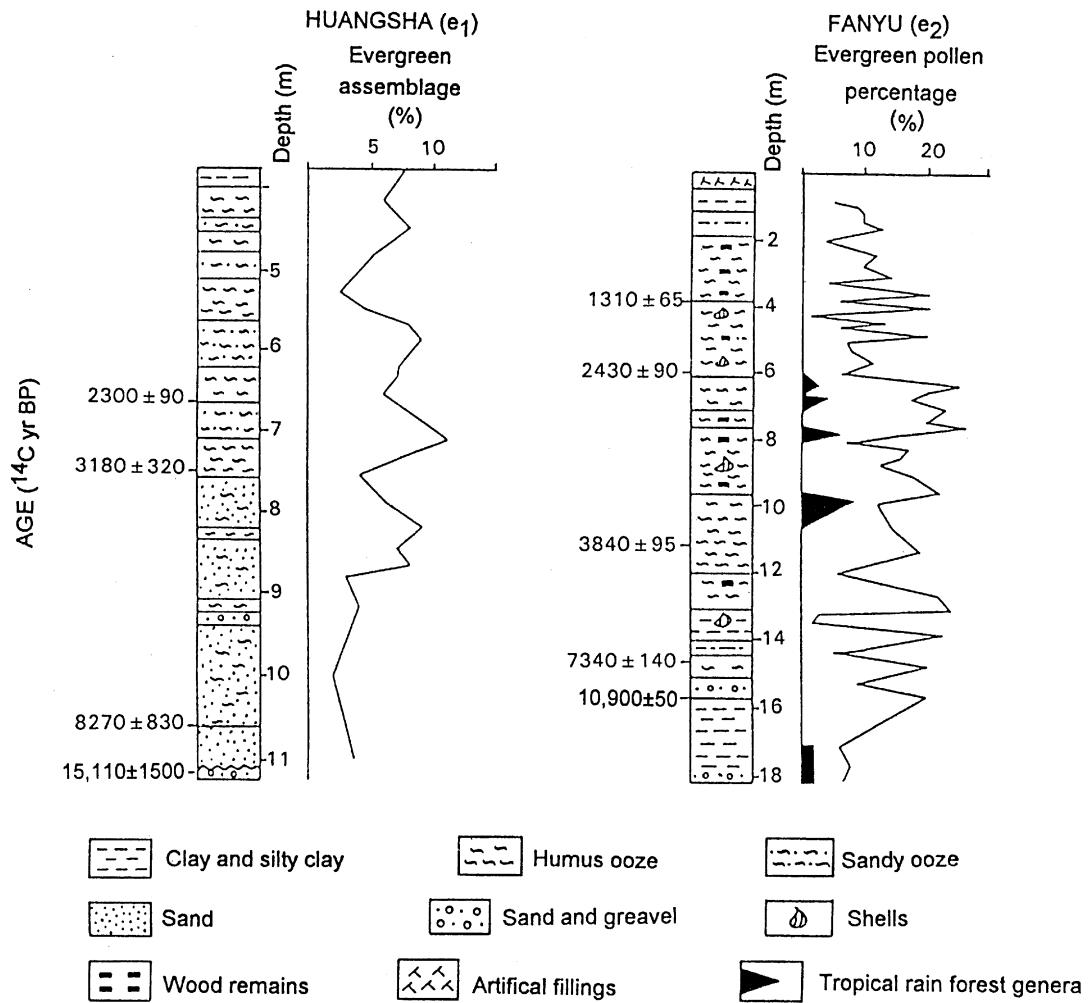 HUANGSHA (e1)
Evergreen
assemblage
(%)
Depth (m)
5 10
5
6
7
8
9
10
11
AGE (14C yr BP)
2300 ± 90
3180 ± 320
8270 ± 830
15,110±1500
FANYU (e2)
Evergreen pollen
percentage
(%)
Depth (m)
10 20
2
4
6
8
10
12
14
16
18
1310 ± 65
2430 ± 90
3840 ± 95
7340 ± 140
10,900±50
Clay and silty clay
Humus ooze
Sandy ooze
Sand
Sand and greavel
Shells
Wood remains
Artifical fillings
Tropical rain forest genera